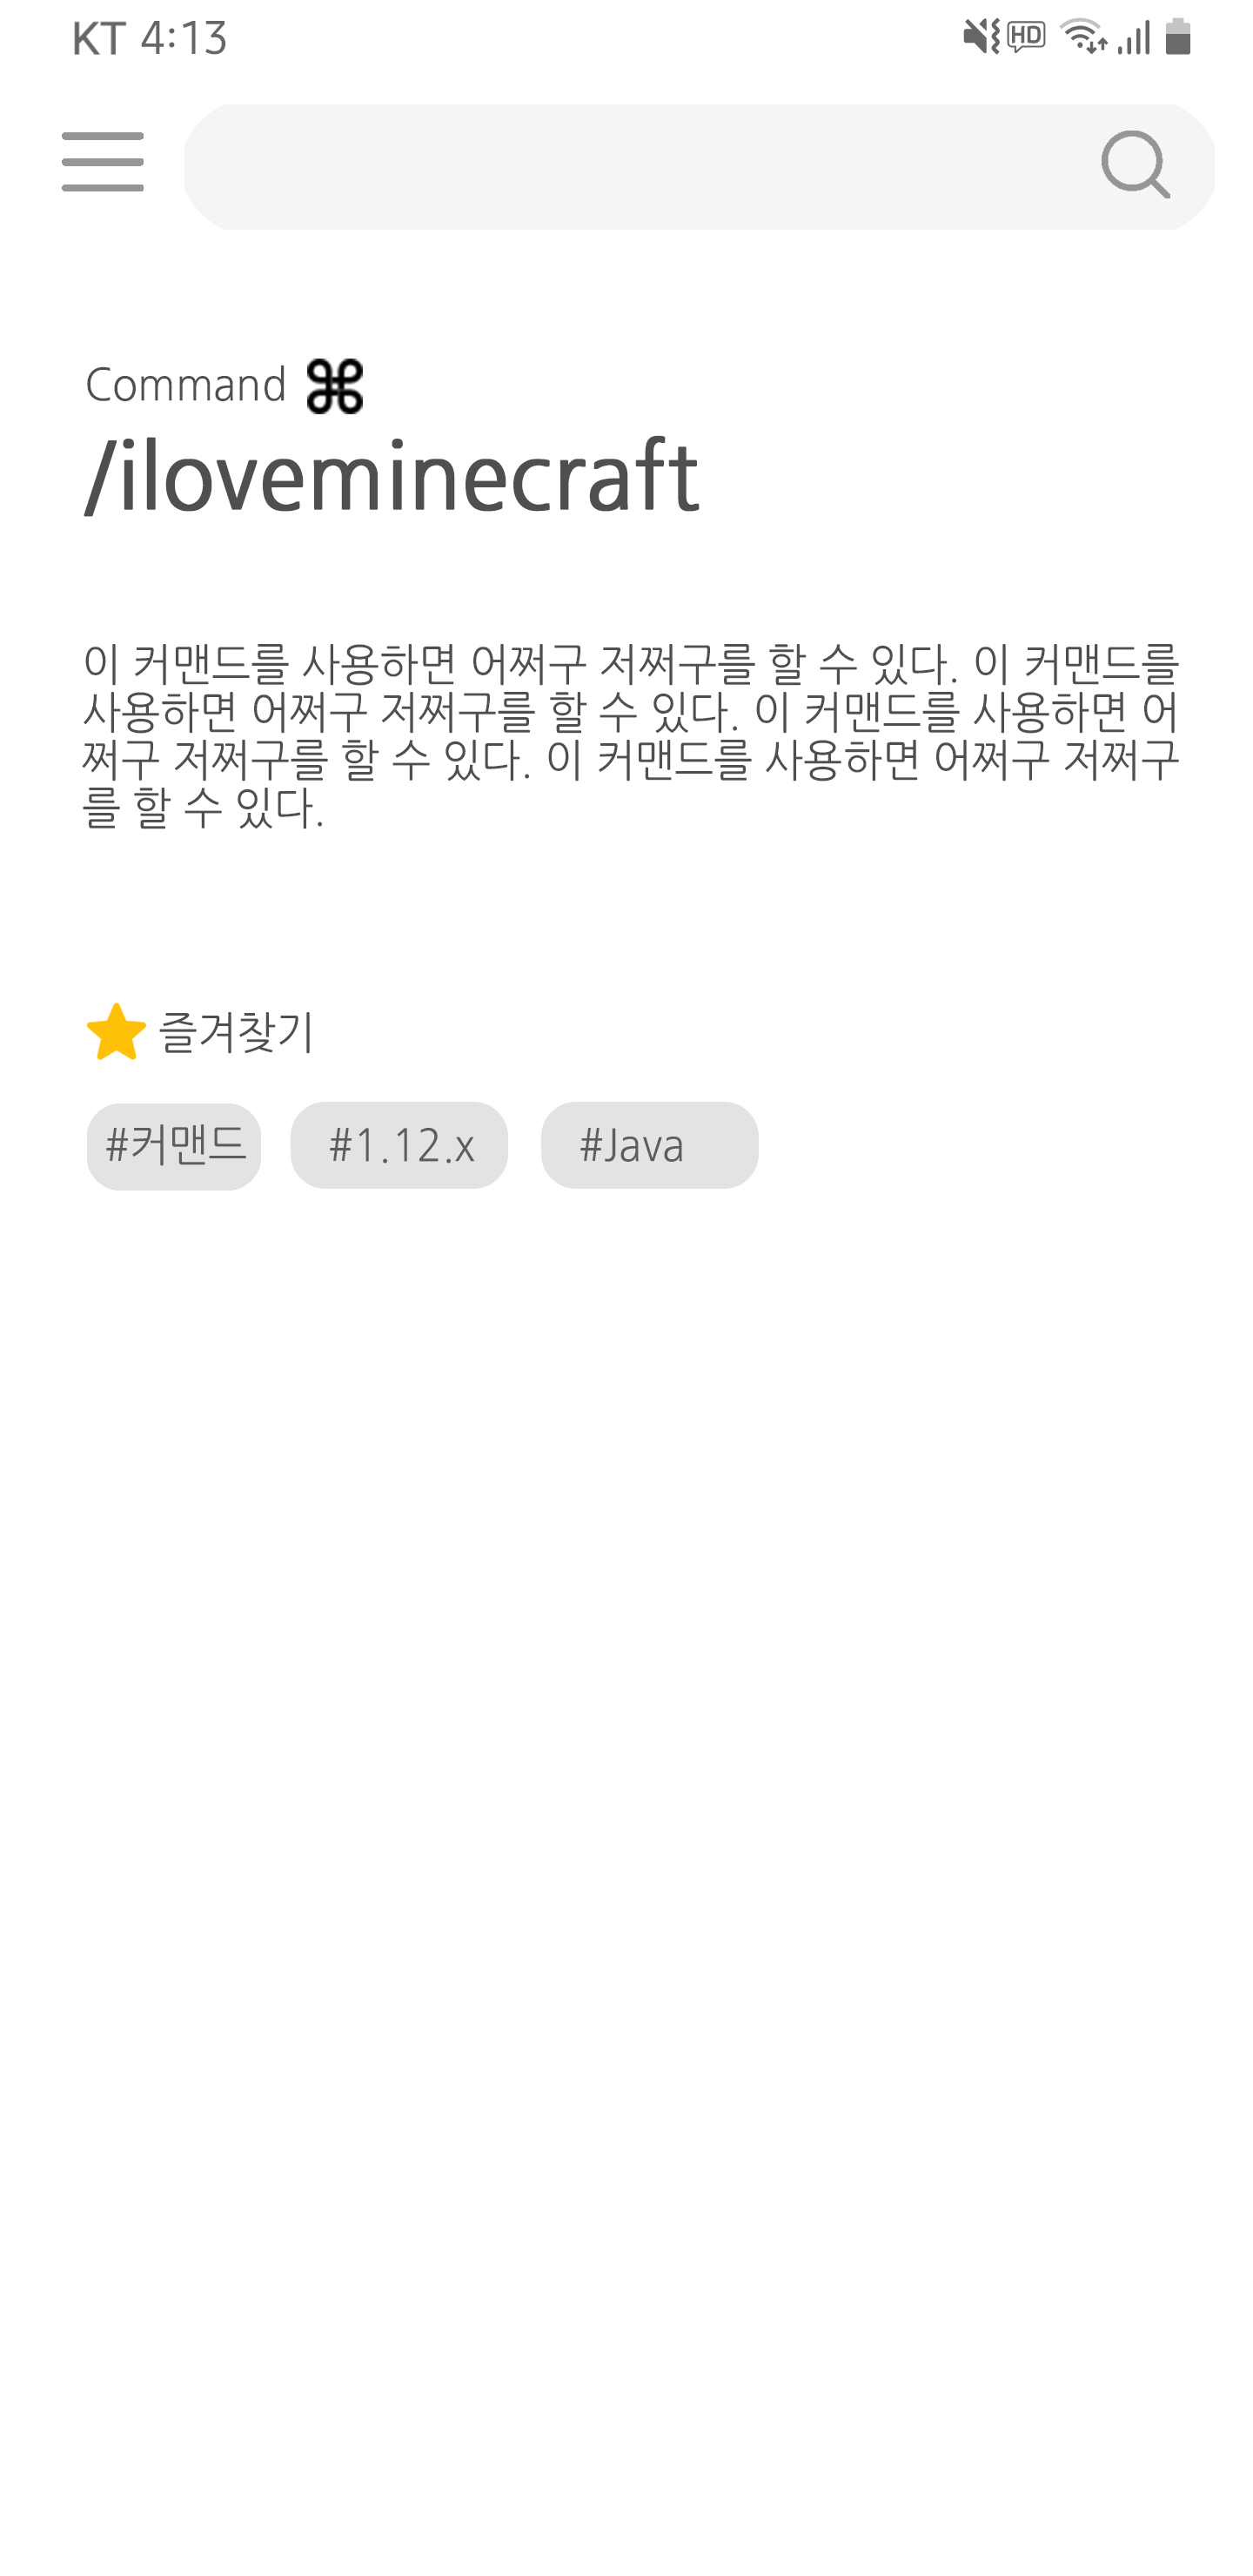 KT 4:13
HD
Command ⌘
/iloveminecraft
이 커맨드를 사용하면 어쩌구 저쩌구를 할 수 있다. 이 커맨드를
사용하면 어쩌구 저쩌구를 할 수 있다. 이 커맨드를 사용하면 어
쩌구 저쩌구를 할 수 있다. 이 커맨드를 사용하면 어쩌구 저쩌구
를 할 수 있다.
즐겨찾기
#커맨드 #1.12.x #Java